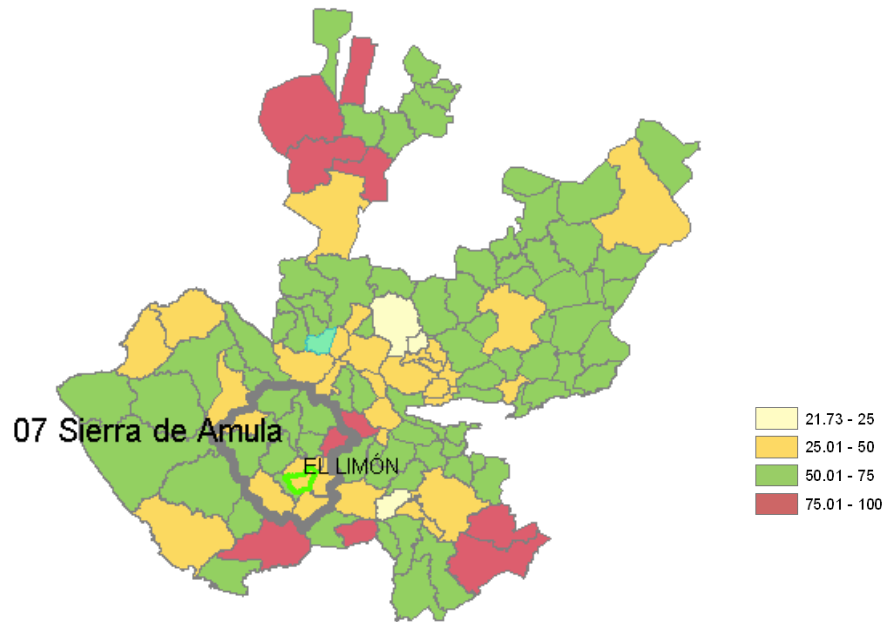 07 Sierra de Amula
EL LIMÓN
21.73 - 25
25.01 - 50
50.01 - 75
75.01 - 100